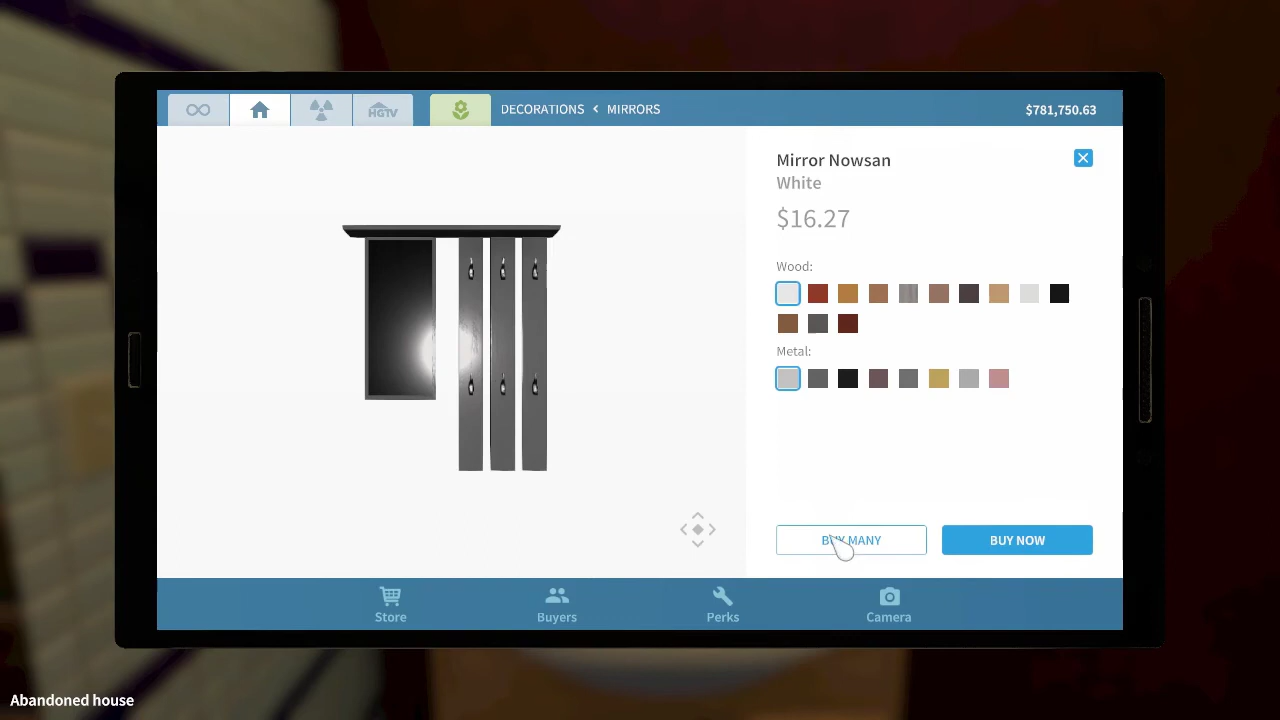 HGTV
DECORATIONS < MIRRORS
$781,750.63
Mirror Nowsan
White
$16.27
Wood:
Metal:
BUY MANY
BUY NOW
Store
Buyers
Perks
Camera
Abandoned house